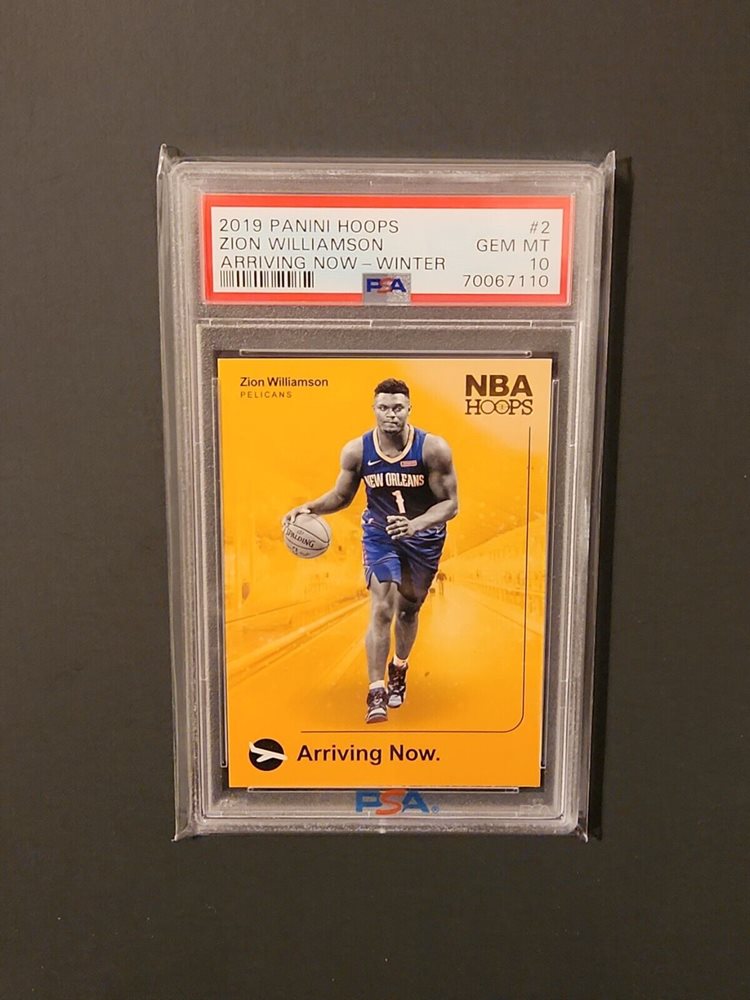 2019 PANINI HOOPS #2
ZION WILLIAMSON GEM MT
ARRIVING NOW – WINTER 10
PSA 70067110
Zion Williamson
PELICANS
NBA
HOOPS
NEW ORLEANS
1
SPALDING
Arriving Now.
PSA®